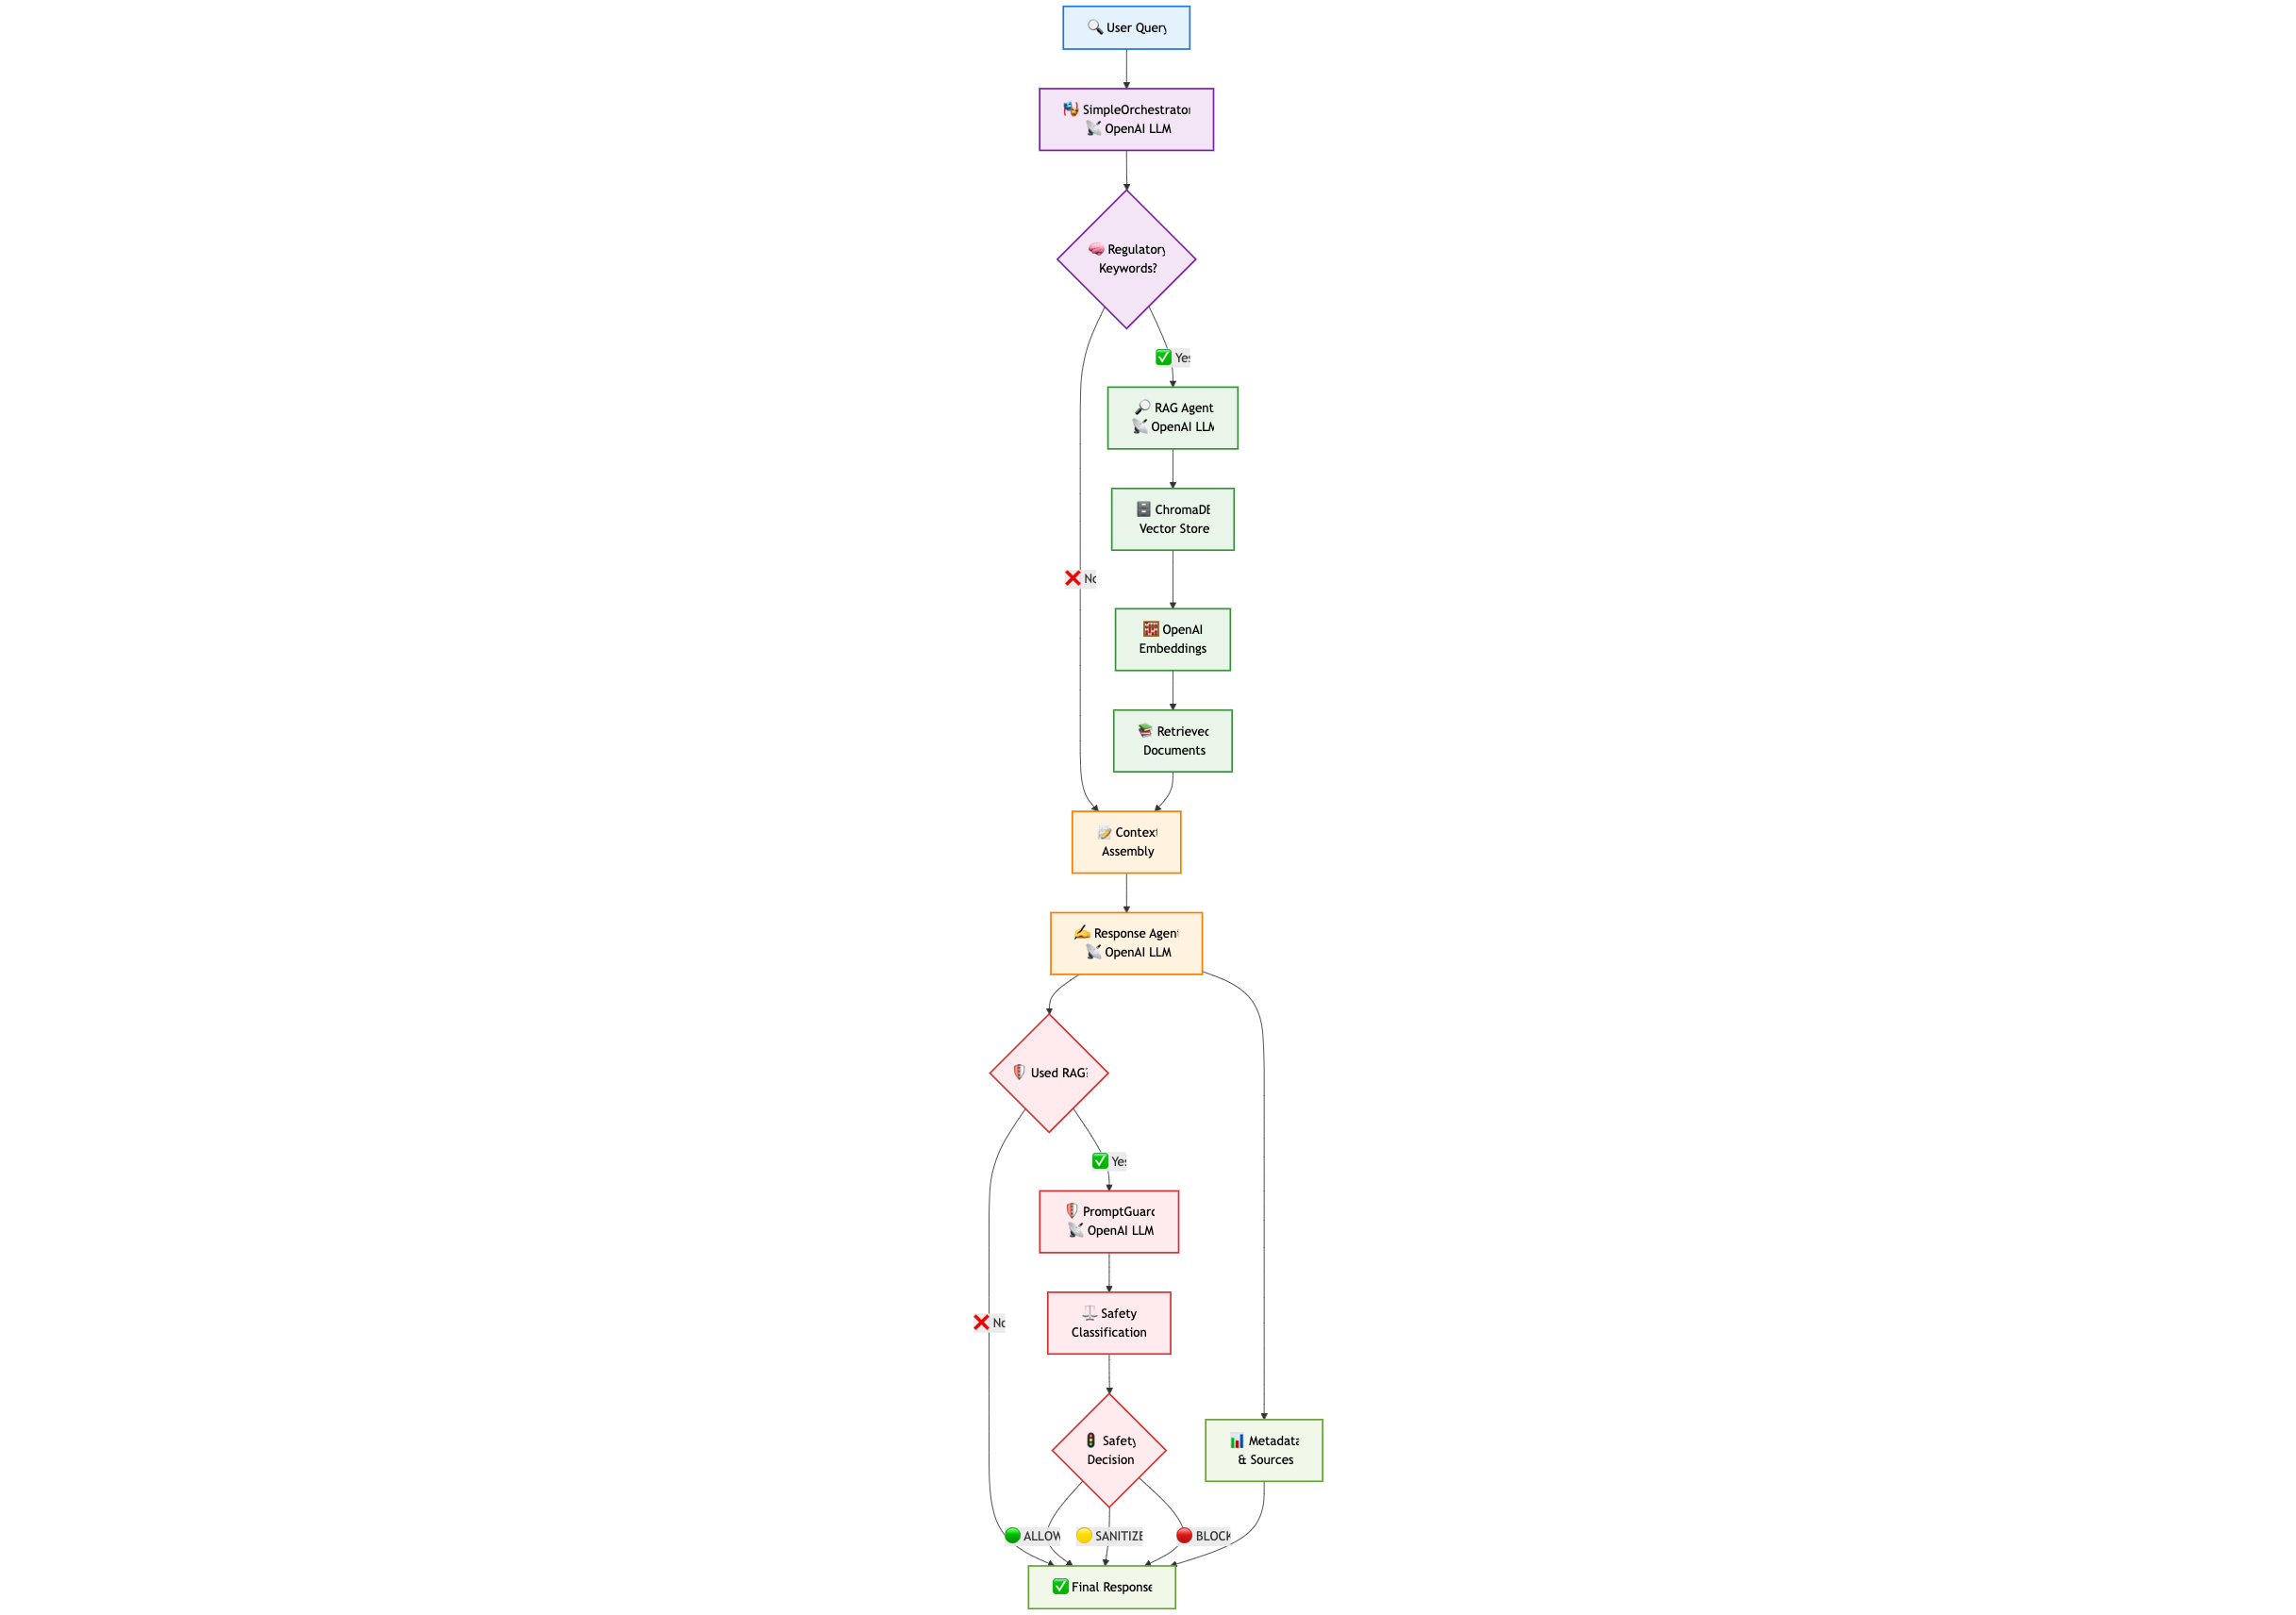 User Query
SimpleOrchestrator
OpenAI LLM
Regulatory
Keywords?
Yes
RAG Agent
OpenAI LLM
ChromaDB
Vector Store
No
OpenAI
Embeddings
Retrieved
Documents
Context
Assembly
Response Agent
OpenAI LLM
Used RAG?
Yes
PromptGuard
OpenAI LLM
Safety
Classification
No
Safety
Decision
Metadata
& Sources
ALLOW
SANITIZE
BLOCK
Final Response